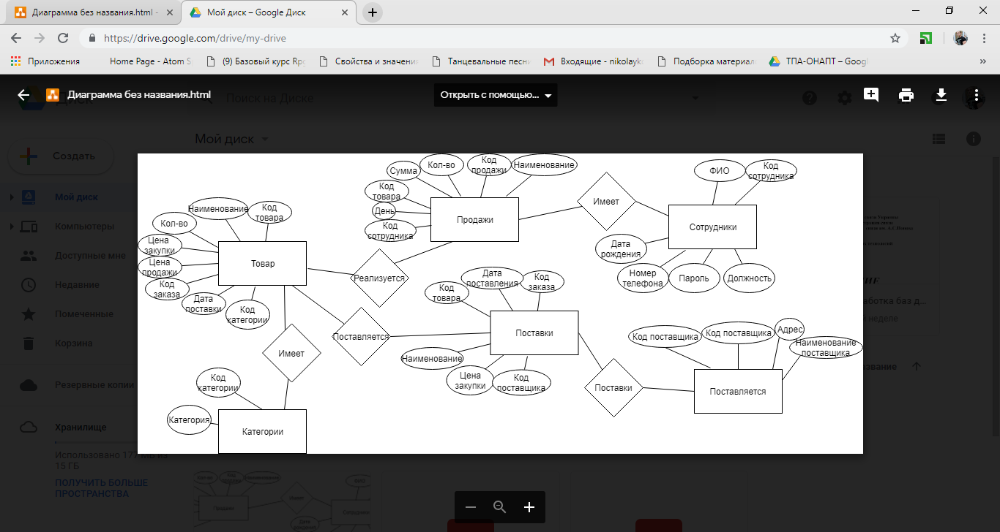 Диаграмма без названия.html -
Мой диск – Google Диск
https://drive.google.com/drive/my-drive
Приложения
Home Page - Atom S
(9) Базовый курс Rpg
Свойства и значения
Танцевальные песн
Входящие - nikolayk
Подборка материал
ТПА-ОНАПТ – Googl
»
Диаграмма без названия.html
Поиск на Диске
Открыть с помощью...
Мой диск
Создать
Мой диск
Компьютеры
Доступные мне
Недавние
Помеченные
Корзина
Резервные копии
Хранилище
15 ГБ
ПОЛУЧИТЬ БОЛЬШЕ
ПРОСТРАНСТВА
Сумма
Кол-во
Код
продажи
Наименование
Код
товара
День
Код
сотрудника
Продажи
Имеет
ФИО
Код
сотрудника
Сотрудники
Дата
рождения
Номер
телефона
Пароль
Должность
Наименование
Код
товара
Кол-во
Цена
закупки
Цена
продажи
Код
заказа
Дата
поставки
Код
категории
Товар
Реализуется
Поставляется
Имеет
Код
товара
Дата
поставления
Код
заказа
Поставки
Наименование
Цена
закупки
Код
поставщика
Поставки
Код поставщика
Код поставщика
Адрес
Наименование
поставщика
Поставляется
Код
категории
Категория
Категории